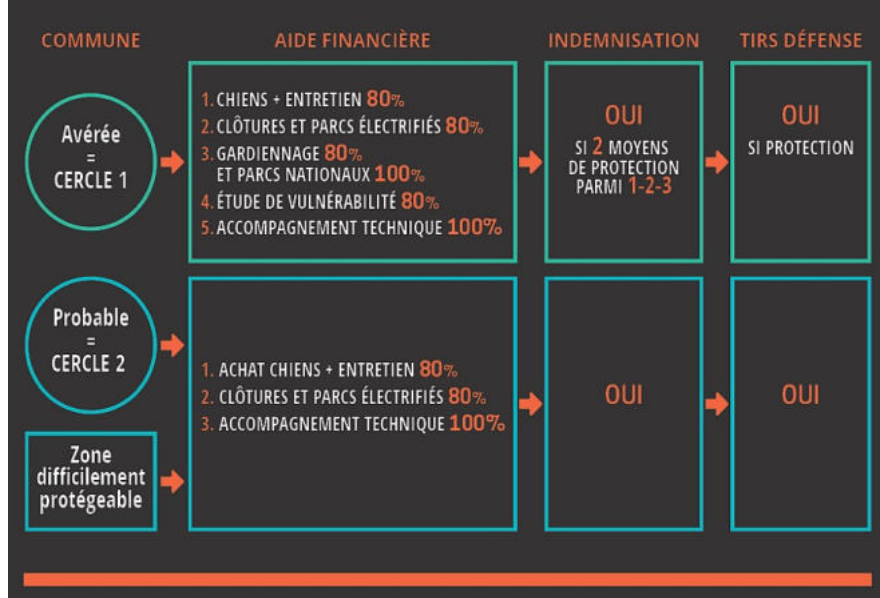 COMMUNE
AIDE FINANCIÈRE
INDEMNISATION
TIRS DÉFENSE
Avérée
=
CERCLE 1
1. CHIENS + ENTRETIEN 80%
2. CLÔTURES ET PARCS ÉLECTRIFIÉS 80%
3. GARDIENNAGE 80%
ET PARCS NATIONAUX 100%
4. ÉTUDE DE VULNÉRABILITÉ 80%
5. ACCOMPAGNEMENT TECHNIQUE 100%
OUI
SI 2 MOYENS
DE PROTECTION
PARMI 1-2-3
OUI
SI PROTECTION
Probable
=
CERCLE 2
Zone
difficilement
protégeable
1. ACHAT CHIENS + ENTRETIEN 80%
2. CLÔTURES ET PARCS ÉLECTRIFIÉS 80%
3. ACCOMPAGNEMENT TECHNIQUE 100%
OUI
OUI